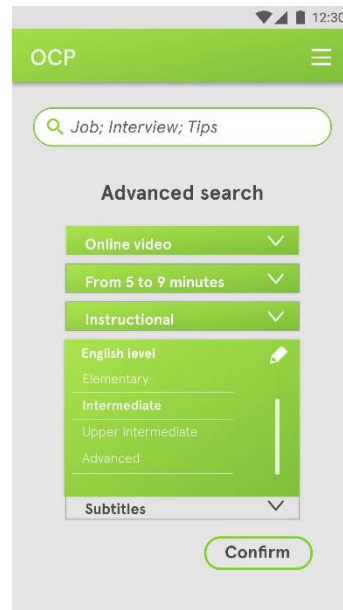 12:30
OCP
Job; Interview; Tips
Advanced search
Online video
From 5 to 9 minutes
Instructional
English level
Elementary
Intermediate
Upper intermediate
Advanced
Subtitles
Confirm